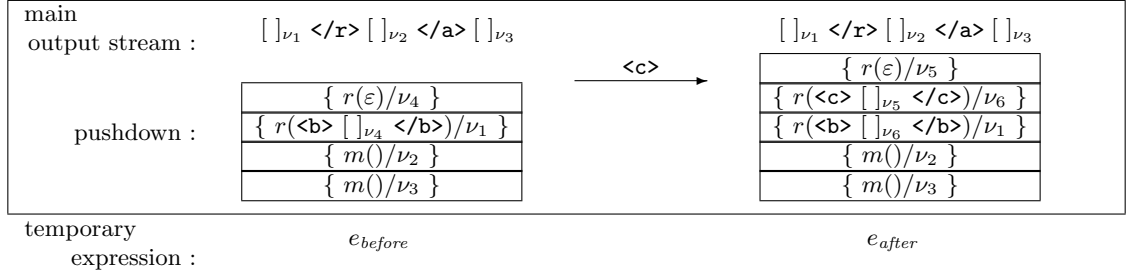 main
output stream : [ ]ν1 </r> [ ]ν2 </a> [ ]ν3 [ ]ν1 </r> [ ]ν2 </a> [ ]ν3
<c>
{ r(ε)/ν5 }
{ r(ε)/ν4 } { r(<c> [ ]ν5 </c>)/ν6 }
pushdown : { r(<b> [ ]ν4 </b>)/ν1 } { r(<b> [ ]ν6 </b>)/ν1 }
{ m()/ν2 } { m()/ν2 }
{ m()/ν3 } { m()/ν3 }
temporary
expression : e_before e_after